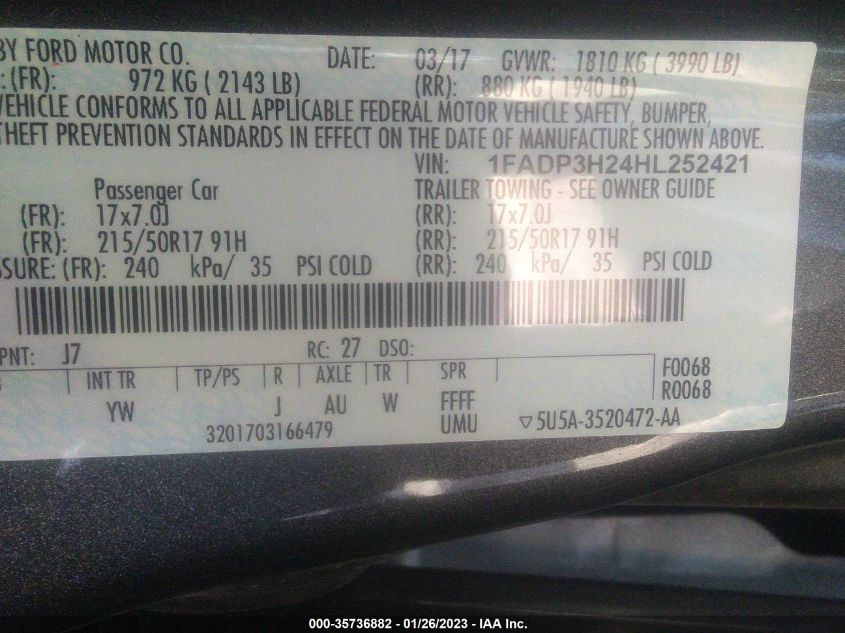 BY FORD MOTOR CO. DATE: 03/17 GVWR: 1810 KG ( 3990 LB)
(FR): 972 KG ( 2143 LB) (RR): 880 KG ( 1940 LB)
VEHICLE CONFORMS TO ALL APPLICABLE FEDERAL MOTOR VEHICLE SAFETY, BUMPER,
THEFT PREVENTION STANDARDS IN EFFECT ON THE DATE OF MANUFACTURE SHOWN ABOVE.
VIN: 1FADP3H24HL252421
Passenger Car TRAILER TOWING - SEE OWNER GUIDE
(FR): 17x7.0J (RR): 17x7.0J
(FR): 215/50R17 91H (RR): 215/50R17 91H
SSURE: (FR): 240 kPa/ 35 PSI COLD (RR): 240 kPa/ 35 PSI COLD
PNT: J7 RC: 27 DSO:
INT TR TP/PS R AXLE TR SPR F0068
R0068
YW J AU W FFFF
3201703166479 UMU ▽5U5A-3520472-AA
000-35736882 - 01/26/2023 - IAA Inc.